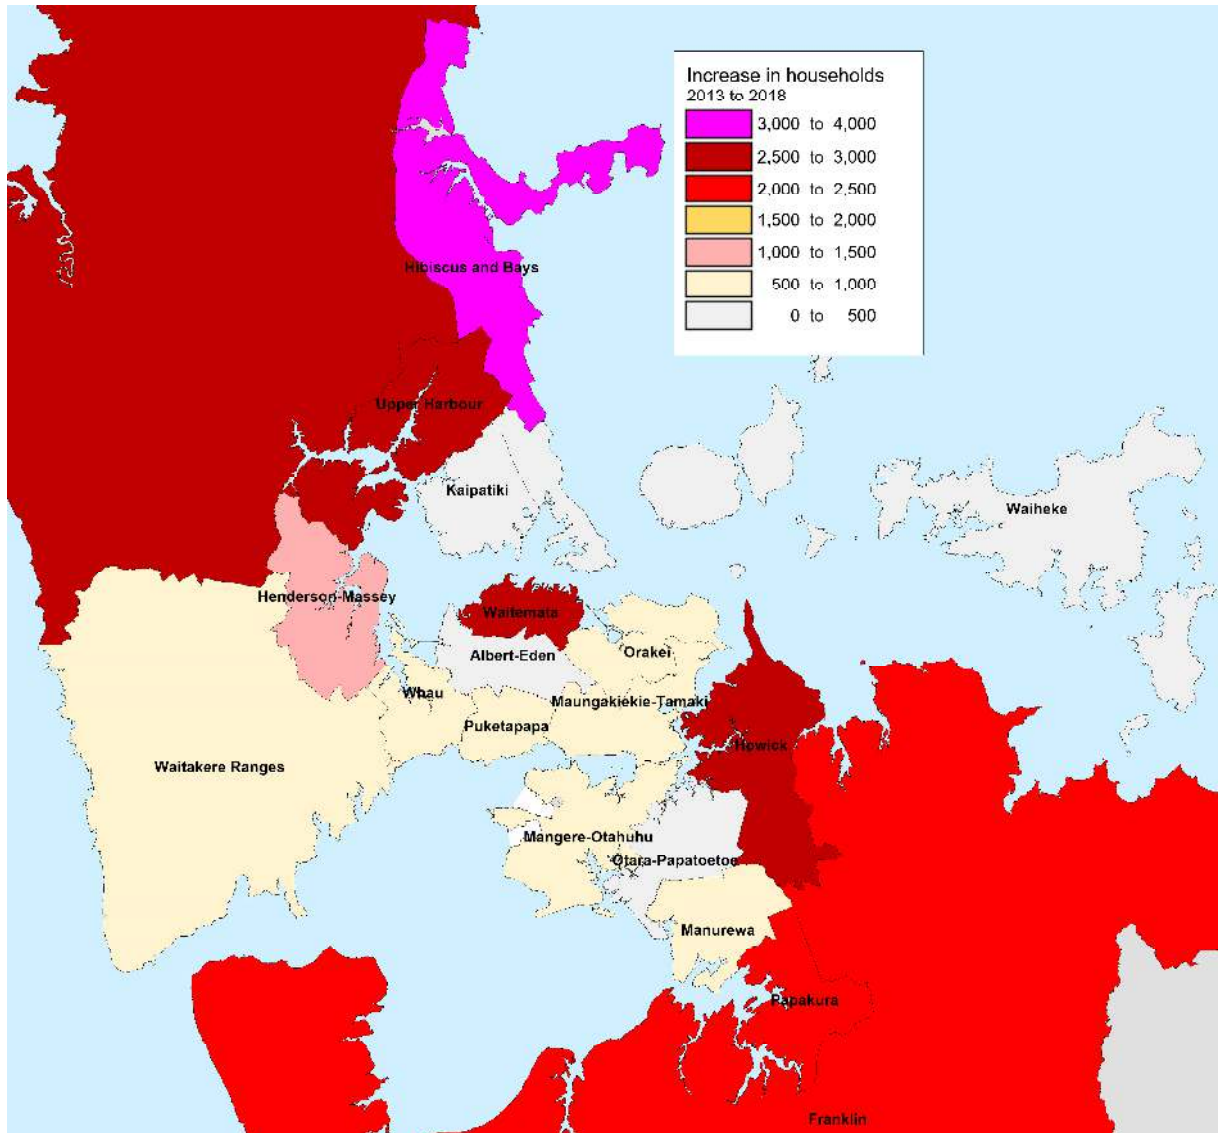 Increase in households
2013 to 2018
3,000 to 4,000
2,500 to 3,000
2,000 to 2,500
1,500 to 2,000
1,000 to 1,500
500 to 1,000
0 to 500
Hibiscus and Bays
Upper Harbour
Kaipatiki
Waiheke
Henderson-Massey
Waitemata
Albert-Eden
Orakei
Whau
Maungakiekie-Tamaki
Puketapapa
Howick
Waitakere Ranges
Mangere-Otahuhu
Otara-Papatoetoe
Manurewa
Papakura
Franklin